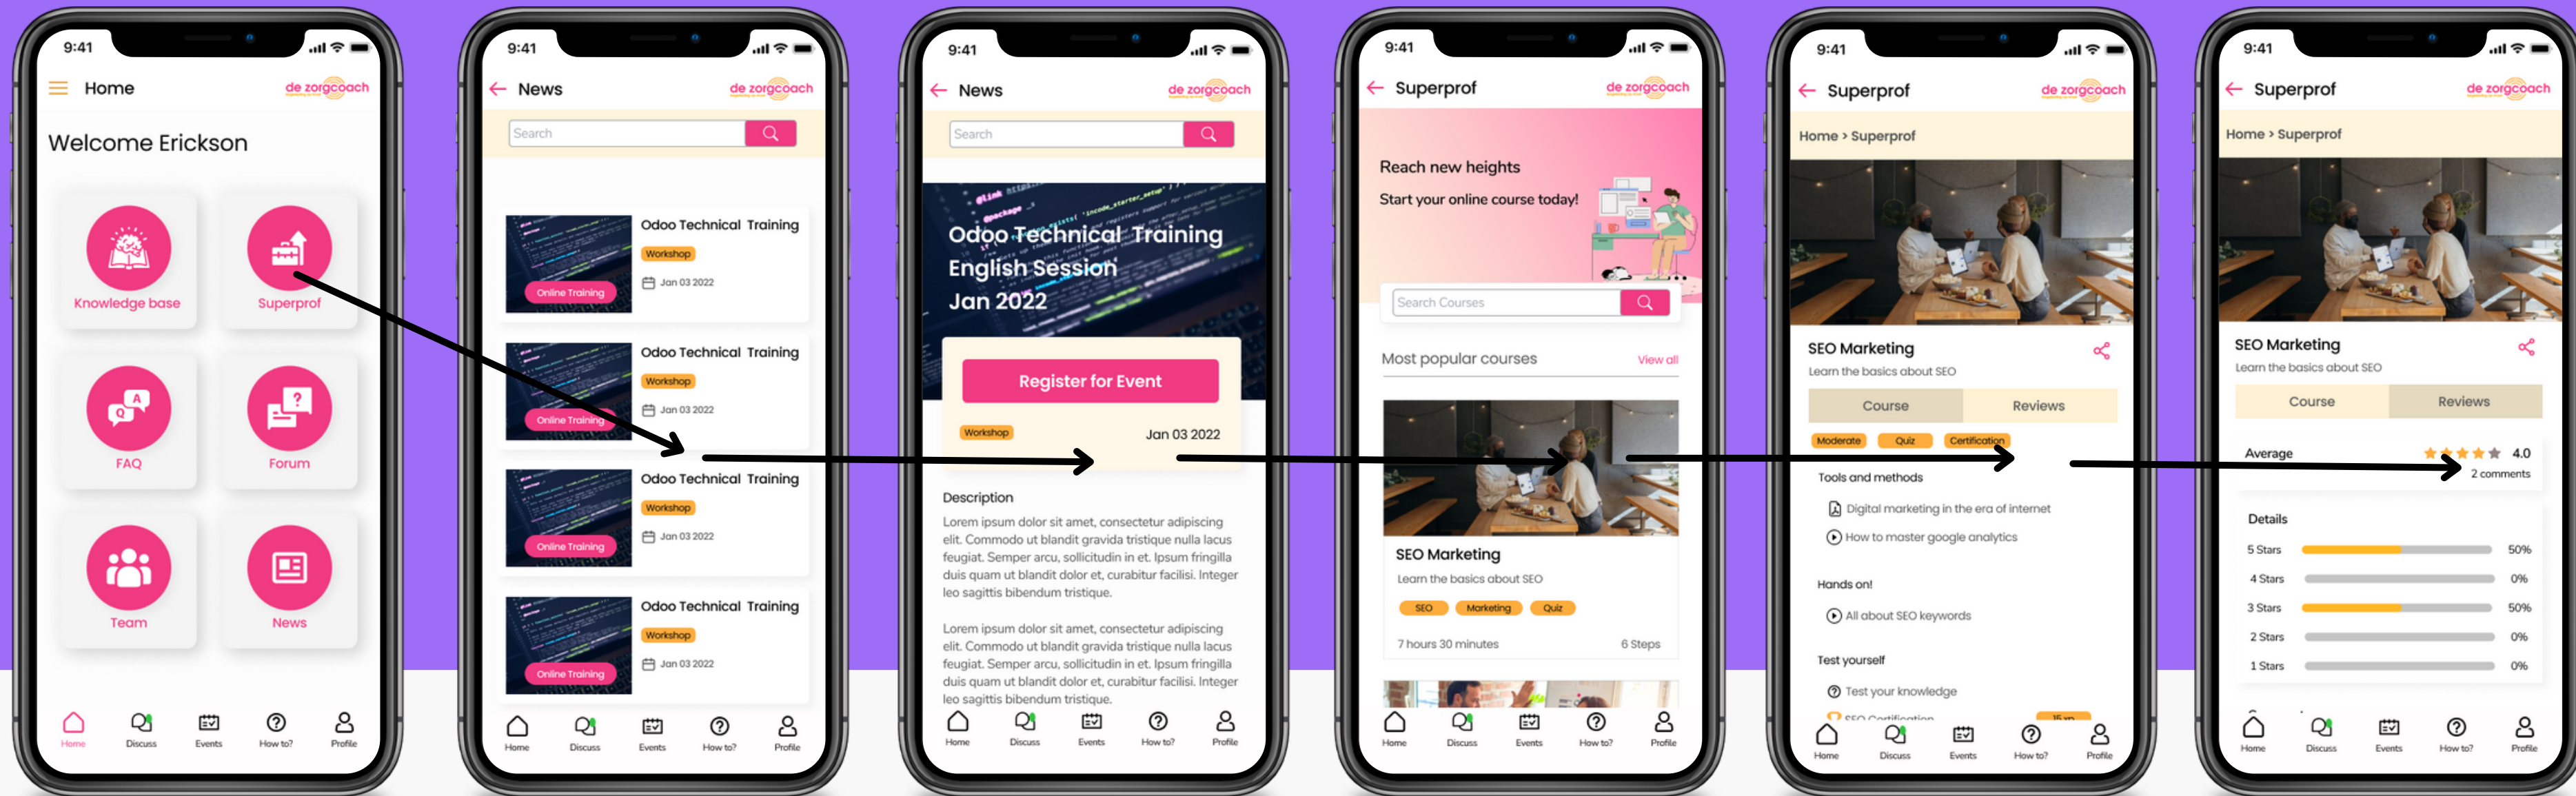 9:41
Home
de zorgcoach
Welcome Erickson
Knowledge base
Superprof
FAQ
Forum
Team
News
Home
Discuss
Events
How to?
Profile
9:41
News
de zorgcoach
Search
Odoo Technical Training
Workshop
Jan 03 2022
Online Training
Odoo Technical Training
Workshop
Jan 03 2022
Online Training
Odoo Technical Training
Workshop
Jan 03 2022
Online Training
Odoo Technical Training
Workshop
Jan 03 2022
Online Training
Home
Discuss
Events
How to?
Profile
9:41
News
de zorgcoach
Search
Odoo Technical Training
English Session
Jan 2022
Register for Event
Workshop
Jan 03 2022
Description
Lorem ipsum dolor sit amet, consectetur adipiscing
elit. Commodo ut blandit gravida tristique nulla lacus
feugiat. Semper arcu, sollicitudin in et. Ipsum fringilla
duis quam ut blandit dolor et, curabitur facilisi. Integer
leo sagittis bibendum tristique.
Lorem ipsum dolor sit amet, consectetur adipiscing
elit. Commodo ut blandit gravida tristique nulla lacus
feugiat. Semper arcu, sollicitudin in et. Ipsum fringilla
duis quam ut blandit dolor et, curabitur facilisi. Integer
leo sagittis bibendum tristique.
Home
Discuss
Events
How to?
Profile
9:41
Superprof
de zorgcoach
Reach new heights
Start your online course today!
Search Courses
Most popular courses
View all
SEO Marketing
Learn the basics about SEO
SEO
Marketing
Quiz
7 hours 30 minutes
6 Steps
Home
Discuss
Events
How to?
Profile
9:41
Superprof
de zorgcoach
Home > Superprof
SEO Marketing
Learn the basics about SEO
Course
Reviews
Moderate
Quiz
Certification
Tools and methods
Digital marketing in the era of internet
How to master google analytics
Hands on!
All about SEO keywords
Test yourself
Test your knowledge
SEO Certification
15 xp
Home
Discuss
Events
How to?
Profile
9:41
Superprof
de zorgcoach
Home > Superprof
SEO Marketing
Learn the basics about SEO
Course
Reviews
Average
4.0
2 comments
Details
5 Stars
50%
4 Stars
0%
3 Stars
50%
2 Stars
0%
1 Stars
0%
Home
Discuss
Events
How to?
Profile